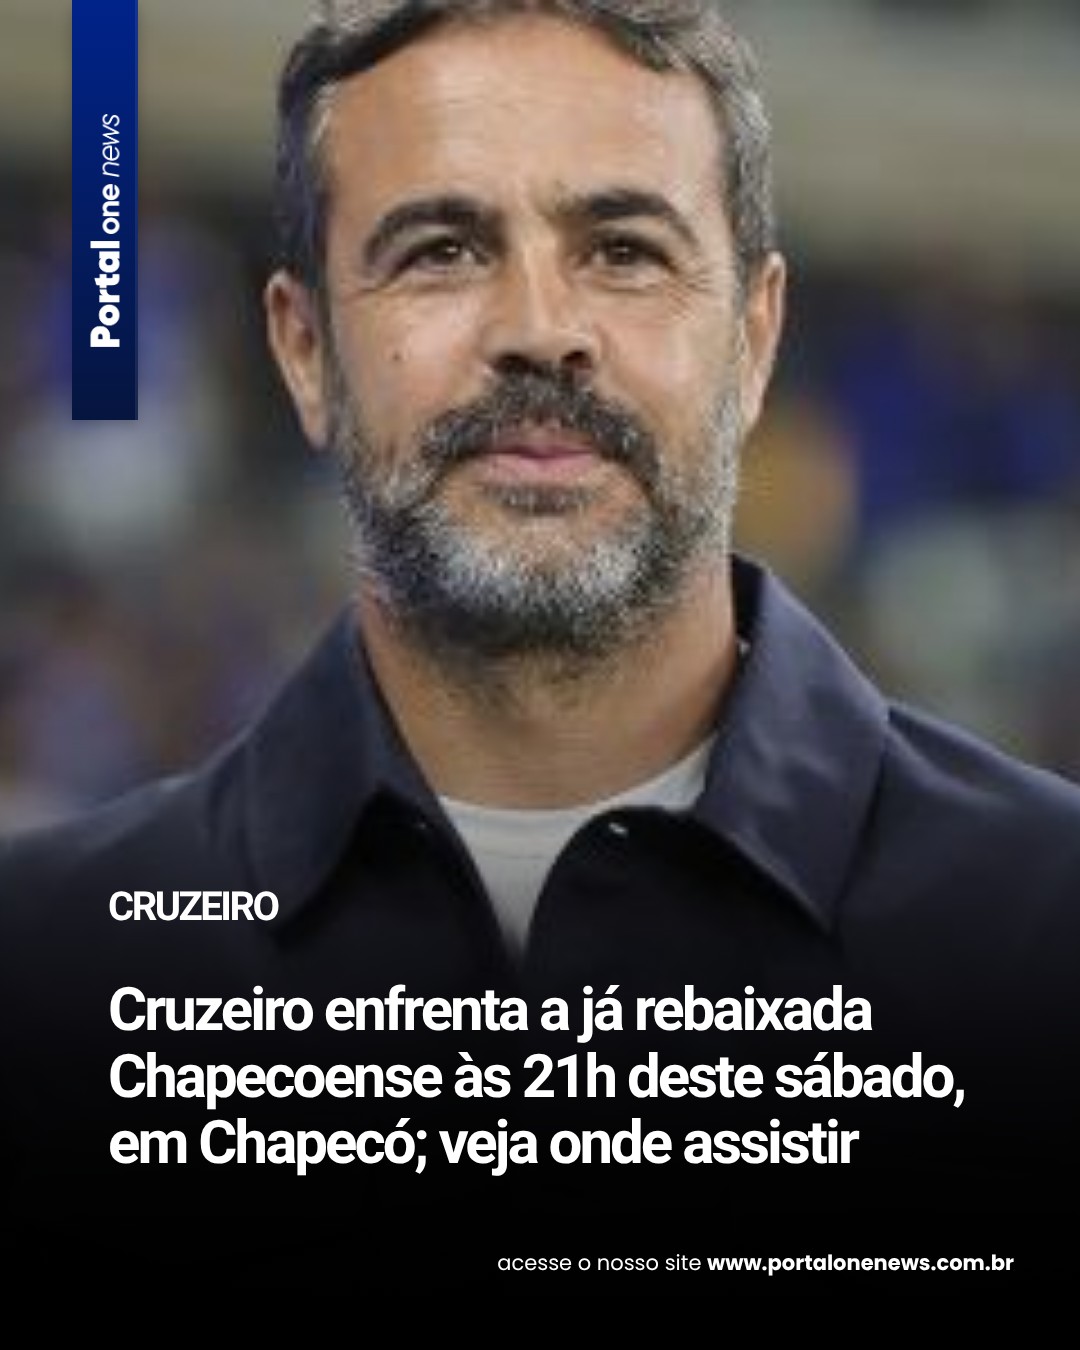 Portal one news
CRUZEIRO
Cruzeiro enfrenta a já rebaixada
Chapecoense às 21h deste sábado,
em Chapecó; veja onde assistir
acesse o nosso site www.portalonenews.com.br